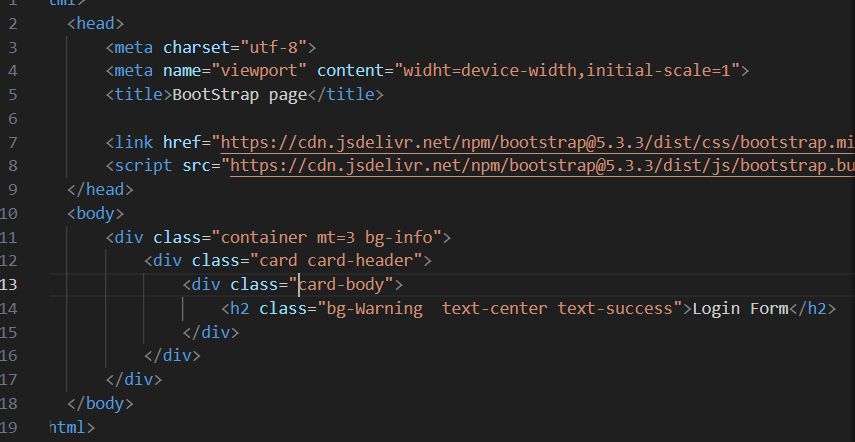 1 tml>
2 <head>
3 <meta charset="utf-8">
4 <meta name="viewport" content="widht=device-width,initial-scale=1">
5 <title>BootStrap page</title>
6
7 <link href="https://cdn.jsdelivr.net/npm/bootstrap@5.3.3/dist/css/bootstrap.mi
8 <script src="https://cdn.jsdelivr.net/npm/bootstrap@5.3.3/dist/js/bootstrap.bu
9 </head>
10 <body>
11 <div class="container mt=3 bg-info">
12 <div class="card card-header">
13 <div class="card-body">
14 <h2 class="bg-Warning  text-center text-success">Login Form</h2>
15 </div>
16 </div>
17 </div>
18 </body>
19 html>